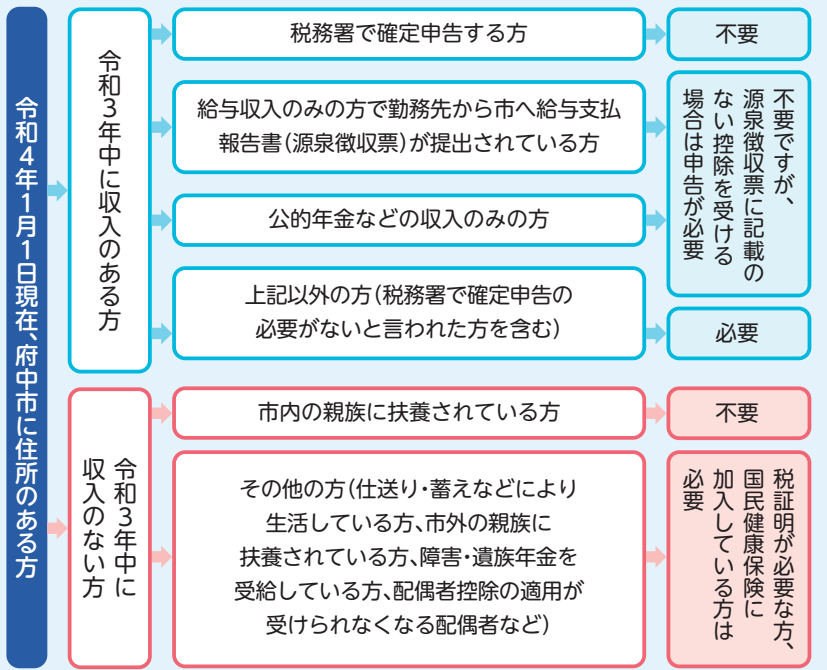 令和４年１月１日現在、府中市に住所のある方
令和３年中に収入のある方
税務署で確定申告する方
不要
給与収入のみの方で勤務先から市へ給与支払
報告書（源泉徴収票）が提出されている方
公的年金などの収入のみの方
不要ですが、
源泉徴収票に記載の
ない控除を受ける
場合は申告が必要
上記以外の方（税務署で確定申告の
必要がないと言われた方を含む）
必要
令和３年中に
収入のない方
市内の親族に扶養されている方
不要
その他の方（仕送り・蓄えなどにより
生活している方、市外の親族に
扶養されている方、障害・遺族年金を
受給している方、配偶者控除の適用が
受けられなくなる配偶者など）
税証明が必要な方、
国民健康保険に
加入している方は
必要